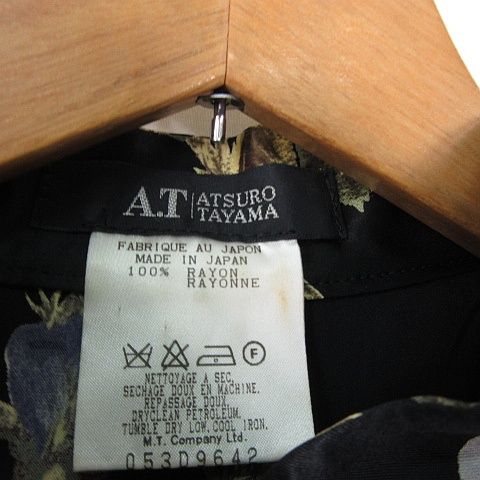 A.T ATSURO
TAYAMA
FABRIQUE AU JAPON
MADE IN JAPAN
100% RAYON
RAYONNE
F
NETTOYAGE A SEC.
SECHAGE DOUX EN MACHINE.
REPASSAGE DOUX.
DRYCLEAN PETROLEUM.
TUMBLE DRY LOW. COOL IRON.
M.T. Company Ltd.
053D9642